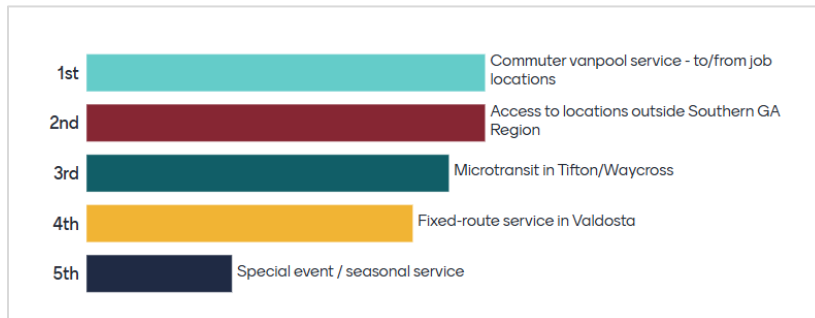 1st
Commuter vanpool service - to/from job
locations
2nd
Access to locations outside Southern GA
Region
3rd
Microtransit in Tifton/Waycross
4th
Fixed-route service in Valdosta
5th
Special event / seasonal service